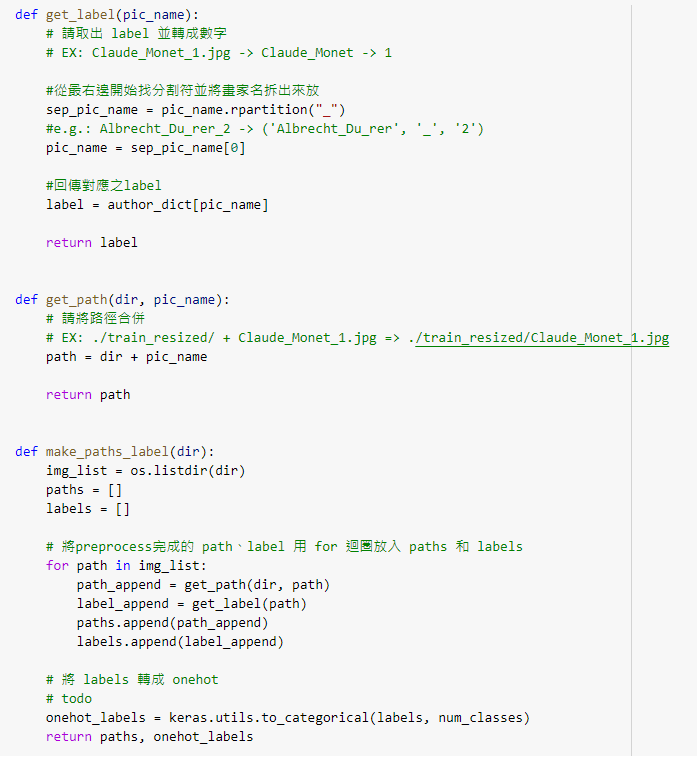 def get_label(pic_name):
    # 請取出 label 並轉成數字
    # EX: Claude_Monet_1.jpg -> Claude_Monet -> 1
    #從最右邊開始找分割符並將畫家名拆出來放
    sep_pic_name = pic_name.rpartition("_")
    #e.g.: Albrecht_Du_rer_2 -> ('Albrecht_Du_rer', '_', '2')
    pic_name = sep_pic_name[0]
    #回傳對應之label
    label = author_dict[pic_name]
    return label
def get_path(dir, pic_name):
    # 請將路徑合併
    # EX: ./train_resized/ + Claude_Monet_1.jpg => ./train_resized/Claude_Monet_1.jpg
    path = dir + pic_name
    return path
def make_paths_label(dir):
    img_list = os.listdir(dir)
    paths = []
    labels = []
    # 將preprocess完成的 path、label 用 for 迴圈放入 paths 和 labels
    for path in img_list:
        path_append = get_path(dir, path)
        label_append = get_label(path)
        paths.append(path_append)
        labels.append(label_append)
    # 將 labels 轉成 onehot
    # todo
    onehot_labels = keras.utils.to_categorical(labels, num_classes)
    return paths, onehot_labels